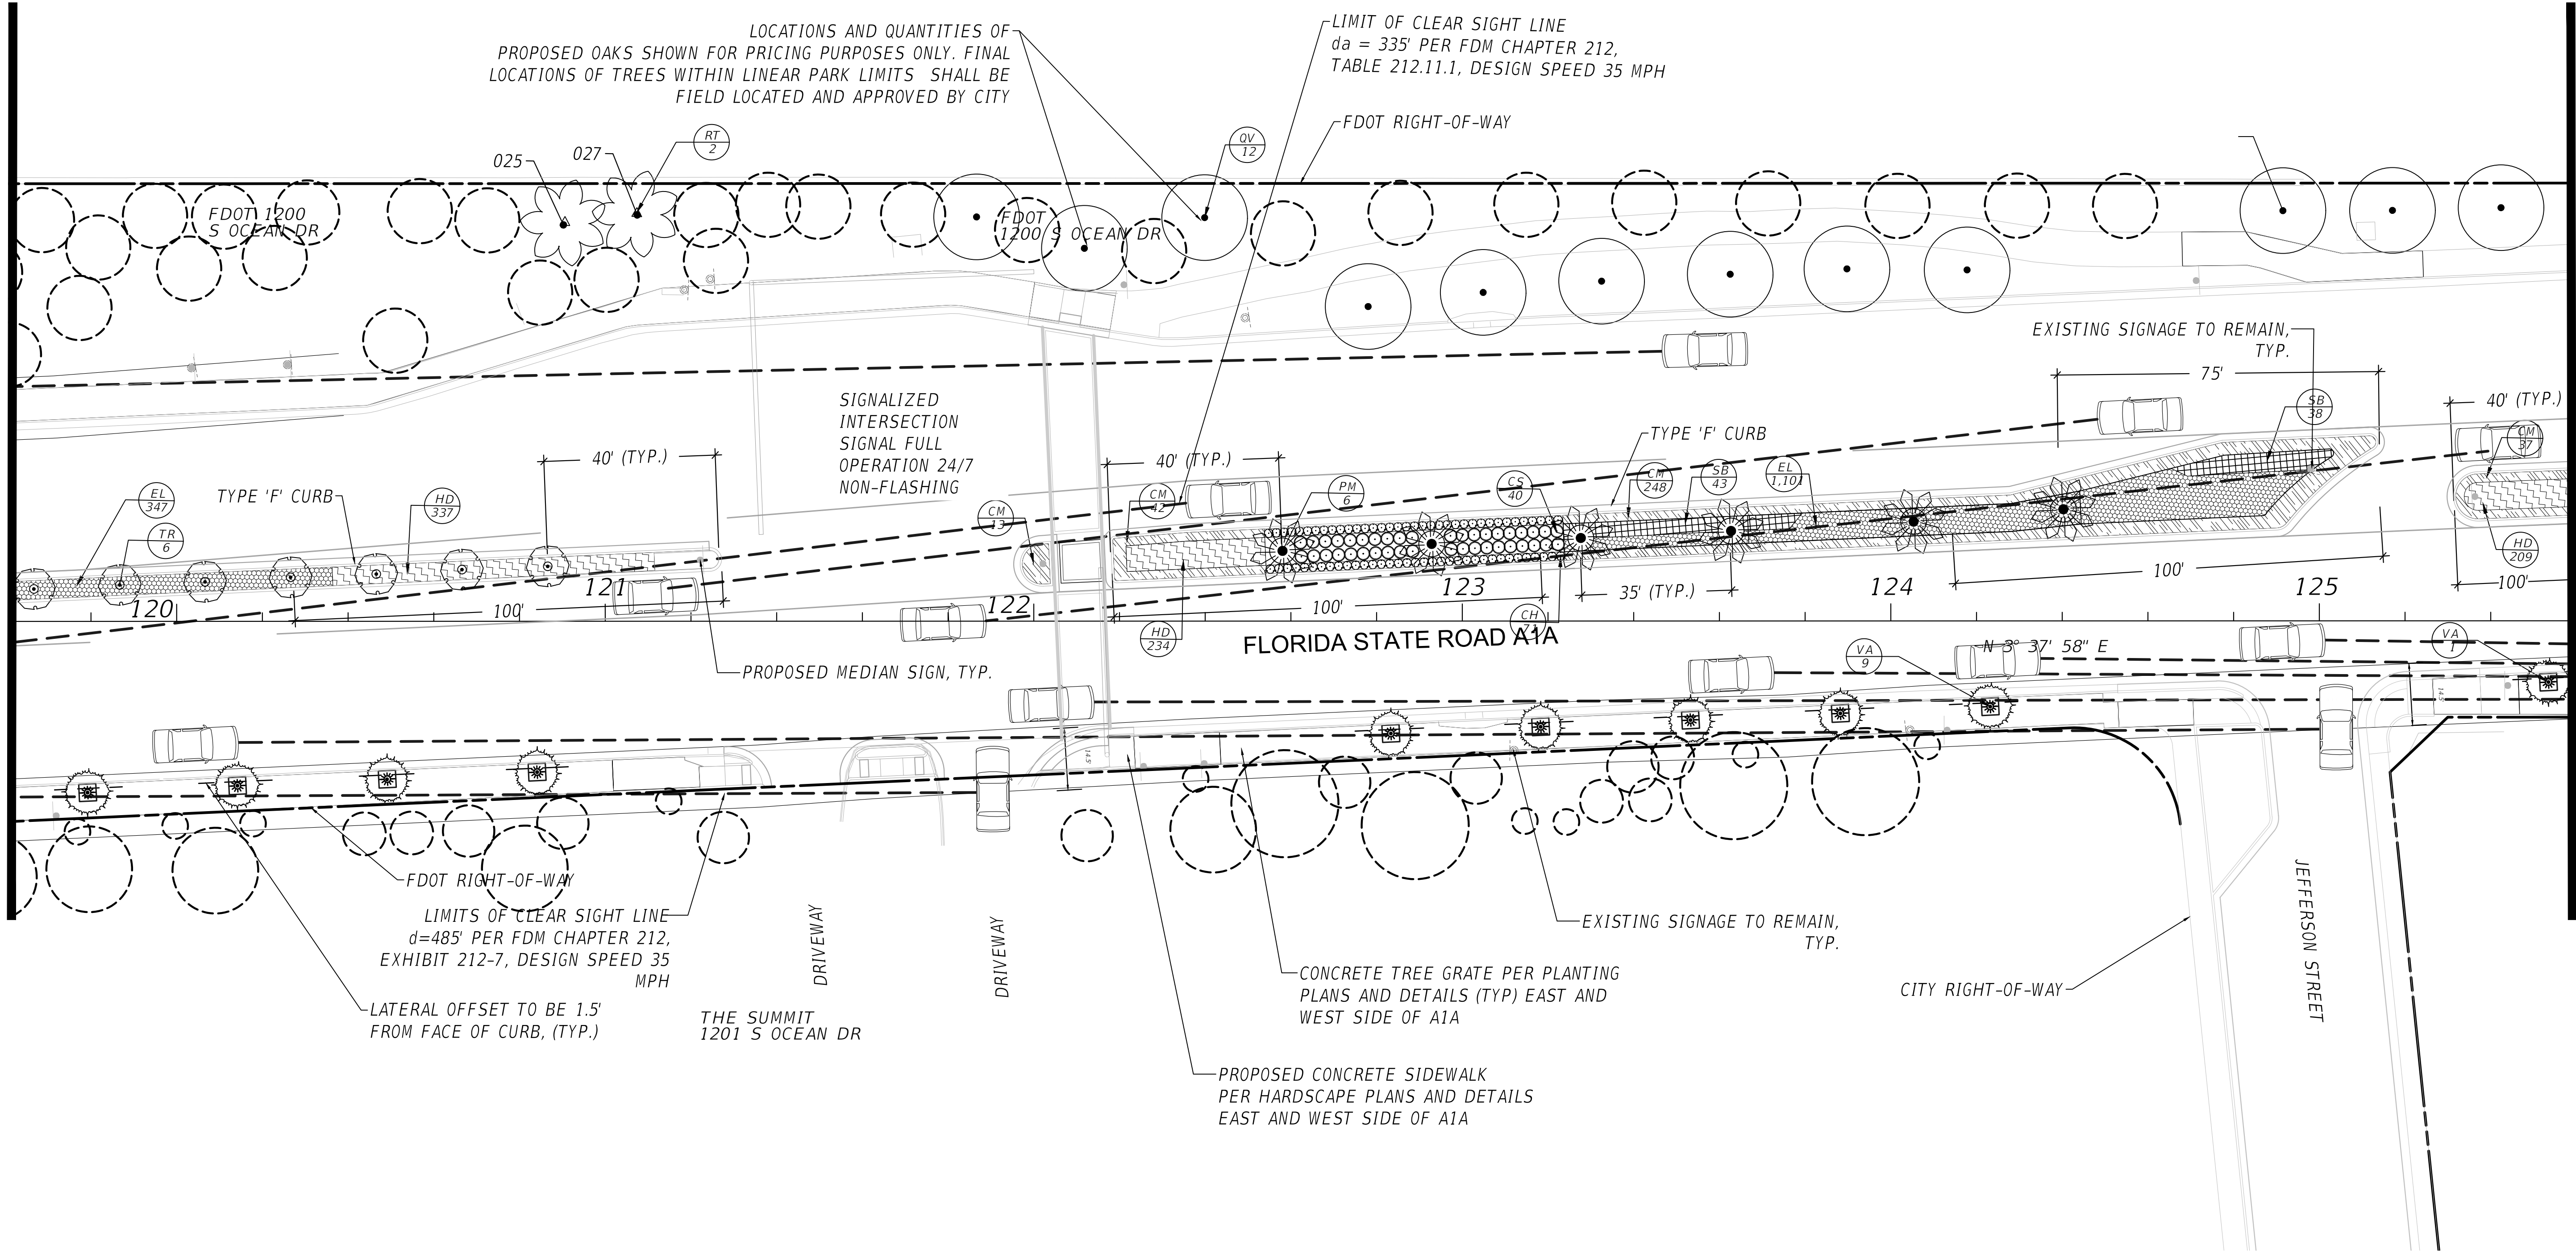 LOCATIONS AND QUANTITIES OF
PROPOSED OAKS SHOWN FOR PRICING PURPOSES ONLY. FINAL
LOCATIONS OF TREES WITHIN LINEAR PARK LIMITS SHALL BE
FIELD LOCATED AND APPROVED BY CITY
LIMIT OF CLEAR SIGHT LINE
da = 335' PER FDM CHAPTER 212,
TABLE 212.11.1, DESIGN SPEED 35 MPH
FDOT RIGHT-OF-WAY
RT
2
QV
12
025
027
FDOT 1200
S OCEAN DR
FDOT
1200 S OCEAN DR
EXISTING SIGNAGE TO REMAIN,
TYP.
75'
SB
38
40' (TYP.)
CM
37
SIGNALIZED
INTERSECTION
SIGNAL FULL
OPERATION 24/7
NON-FLASHING
TYPE 'F' CURB
40' (TYP.)
40' (TYP.)
EL
347
TYPE 'F' CURB
HD
337
TR
6
CM
13
CM
42
PM
6
CS
40
CM
248
SB
43
EL
1,101
HD
209
120
121
122
123
124
125
100'
100'
35' (TYP.)
100'
100'
HD
234
CH
71
FLORIDA STATE ROAD A1A
VA
9
N 3° 37' 58" E
VA
1
PROPOSED MEDIAN SIGN, TYP.
14.5'
14.5'
FDOT RIGHT-OF-WAY
LIMITS OF CLEAR SIGHT LINE
d=485' PER FDM CHAPTER 212,
EXHIBIT 212-7, DESIGN SPEED 35
MPH
LATERAL OFFSET TO BE 1.5'
FROM FACE OF CURB, (TYP.)
THE SUMMIT
1201 S OCEAN DR
DRIVEWAY
DRIVEWAY
EXISTING SIGNAGE TO REMAIN,
TYP.
CONCRETE TREE GRATE PER PLANTING
PLANS AND DETAILS (TYP) EAST AND
WEST SIDE OF A1A
PROPOSED CONCRETE SIDEWALK
PER HARDSCAPE PLANS AND DETAILS
EAST AND WEST SIDE OF A1A
CITY RIGHT-OF-WAY
JEFFERSON STREET